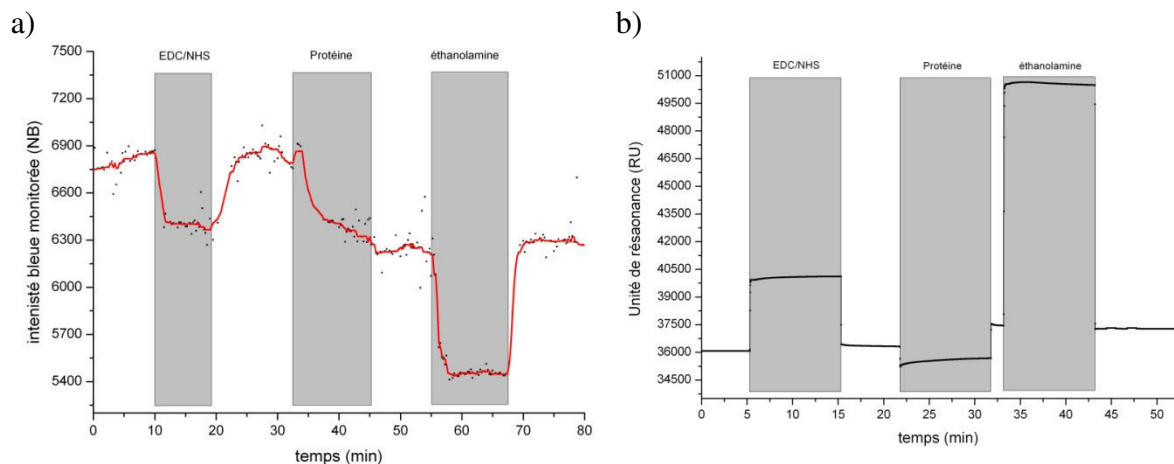 a)
EDC/NHS
Protéine
éthanolamine
intenisté bleue monitorée (NB)
7500
7200
6900
6600
6300
6000
5700
5400
0 10 20 30 40 50 60 70 80
temps (min)
b)
EDC/NHS
Protéine
éthanolamine
Unité de résaonance (RU)
51000
49500
48000
46500
45000
43500
42000
40500
39000
37500
36000
34500
0 5 10 15 20 25 30 35 40 45 50
temps (min)